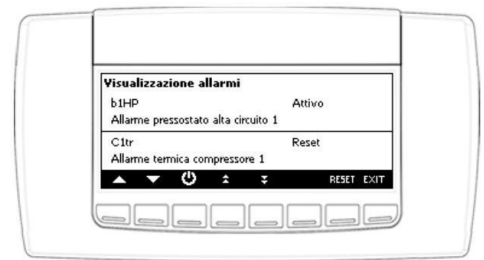 Visualizzazione allarmi
b1HP Attivo
Allarme pressostato alta circuito 1
C1tr Reset
Allarme termica compressore 1
RESET EXIT